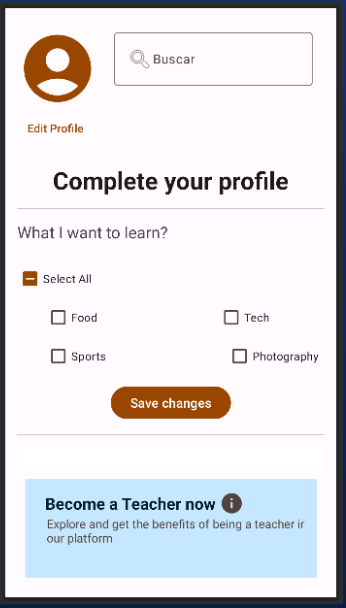 Buscar
Edit Profile
Complete your profile
What I want to learn?
Select All
Food
Tech
Sports
Photography
Save changes
Become a Teacher now i
Explore and get the benefits of being a teacher ir
our platform